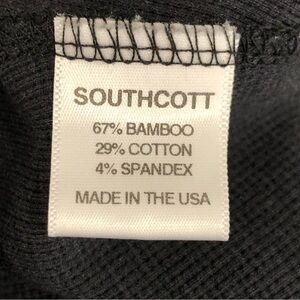 SOUTHCOTT
67% BAMBOO
29% COTTON
4% SPANDEX
MADE IN THE USA